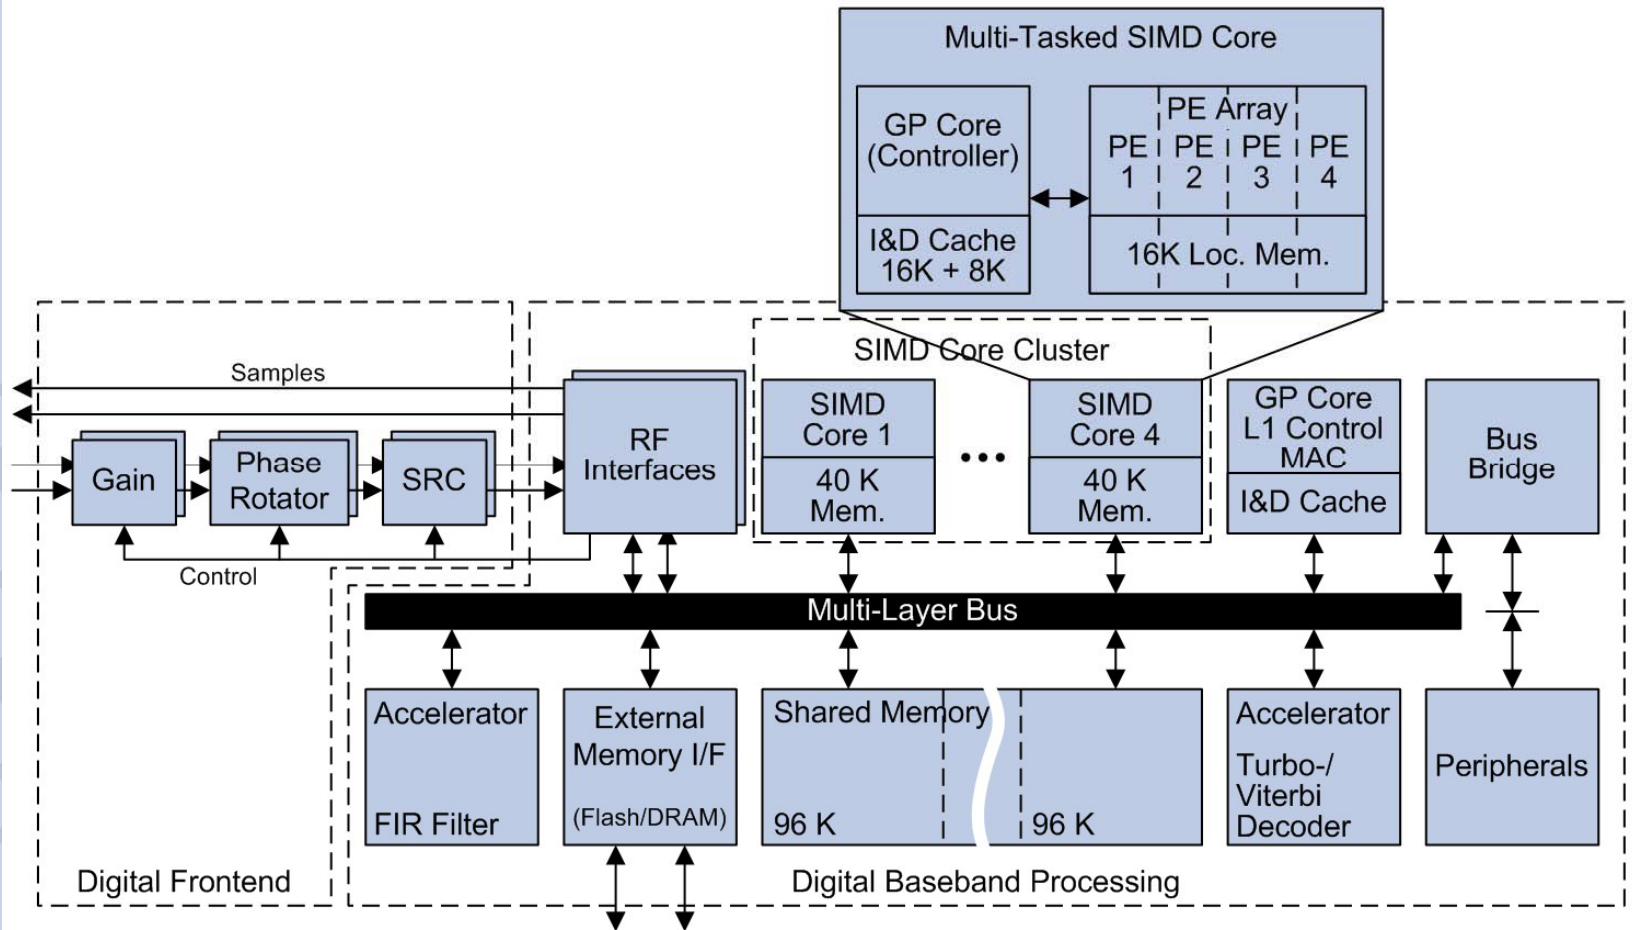 Multi-Tasked SIMD Core
GP Core
(Controller)
I&D Cache
16K + 8K
PE Array
PE PE PE PE
1 2 3 4
16K Loc. Mem.
SIMD Core Cluster
Samples
Gain
Phase
Rotator
SRC
Control
RF
Interfaces
SIMD
Core 1
40 K
Mem.
...
SIMD
Core 4
40 K
Mem.
GP Core
L1 Control
MAC
I&D Cache
Bus
Bridge
Multi-Layer Bus
Accelerator
FIR Filter
External
Memory I/F
(Flash/DRAM)
Shared Memory
96 K
96 K
Accelerator
Turbo-/
Viterbi
Decoder
Peripherals
Digital Frontend
Digital Baseband Processing